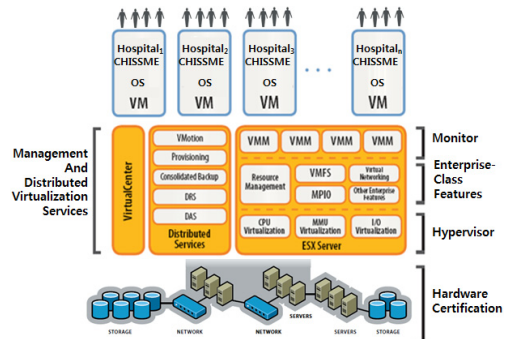 Hospital1
CHISSME
OS
VM
Hospital2
CHISSME
OS
VM
Hospital3
CHISSME
OS
VM
...
Hospitaln
CHISSME
OS
VM
Management
And
Distributed
Virtualization
Services
VirtualCenter
VMotion
Provisioning
Consolidated Backup
DRS
DAS
Distributed
Services
VMM
VMM
VMM
VMM
Resource
Management
VMFS
MPIO
Virtual
Networking
Other Enterprise
Features
CPU
Virtualization
MMU
Virtualization
I/O
Virtualization
ESX Server
Monitor
Enterprise-
Class
Features
Hypervisor
Hardware
Certification
STORAGE
NETWORK
NETWORK
SERVERS
SERVERS
STORAGE